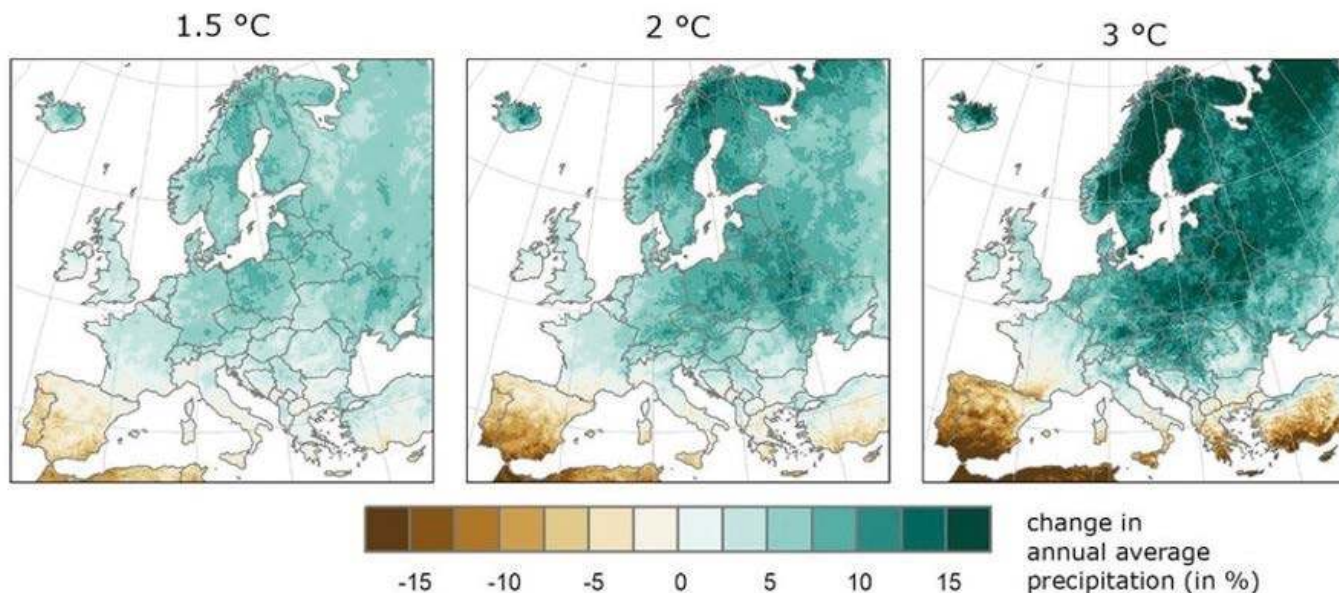 1.5 °C
2 °C
3 °C
-15
-10
-5
0
5
10
15
change in
annual average
precipitation (in %)